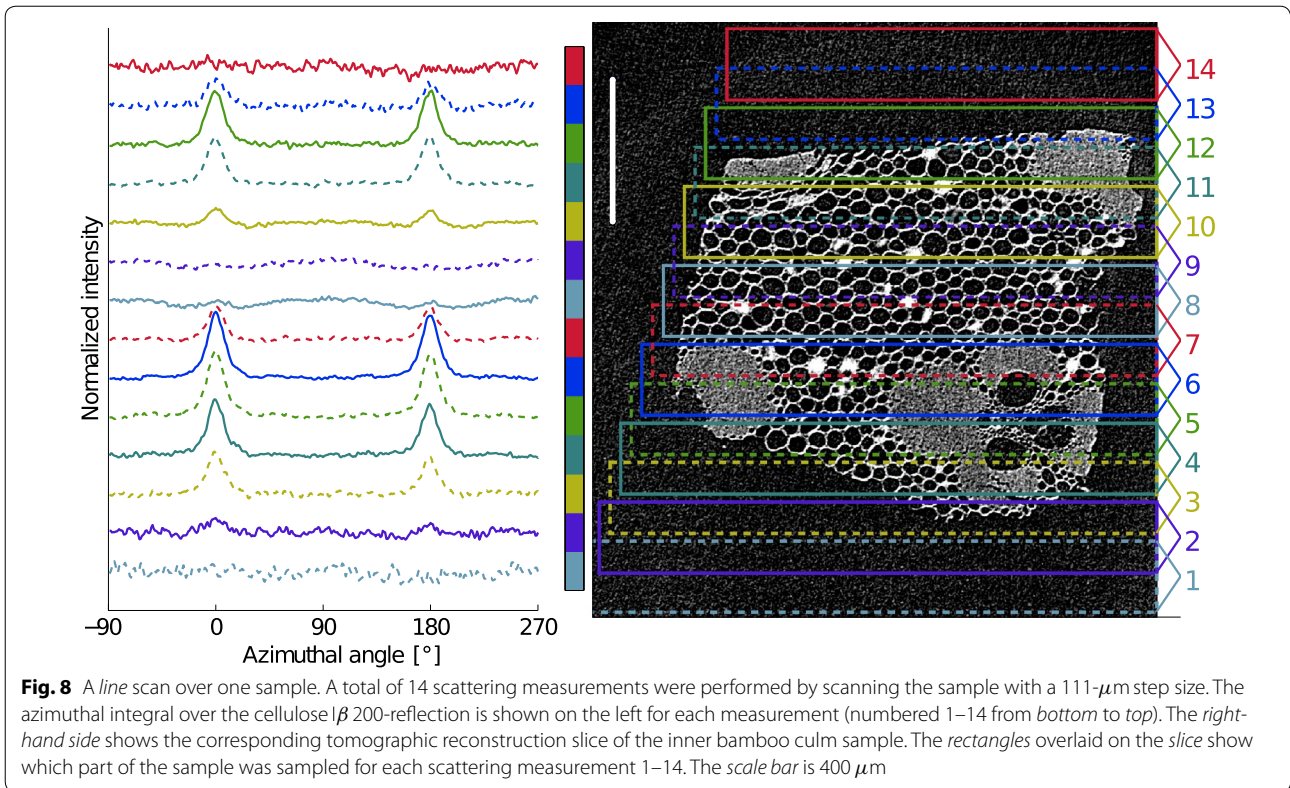 Normalized intensity
−90 0 90 180 270
Azimuthal angle [°]
14
13
12
11
10
9
8
7
6
5
4
3
2
1
Fig. 8 A line scan over one sample. A total of 14 scattering measurements were performed by scanning the sample with a 111-μm step size. The
azimuthal integral over the cellulose Iβ 200-reflection is shown on the left for each measurement (numbered 1–14 from bottom to top). The right-
hand side shows the corresponding tomographic reconstruction slice of the inner bamboo culm sample. The rectangles overlaid on the slice show
which part of the sample was sampled for each scattering measurement 1–14. The scale bar is 400 μm